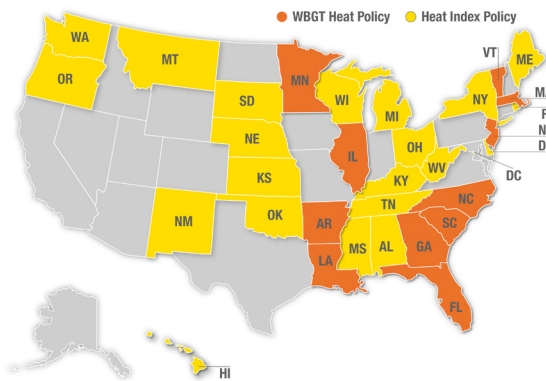 WBGT Heat Policy Heat Index Policy
WA
OR
MT
MN
SD
WI
MI
NE
IL
OH
KS
KY
WV
VT
ME
NY
MA
DC
NM
OK
AR
TN
NC
SC
MS
AL
GA
LA
FL
HI